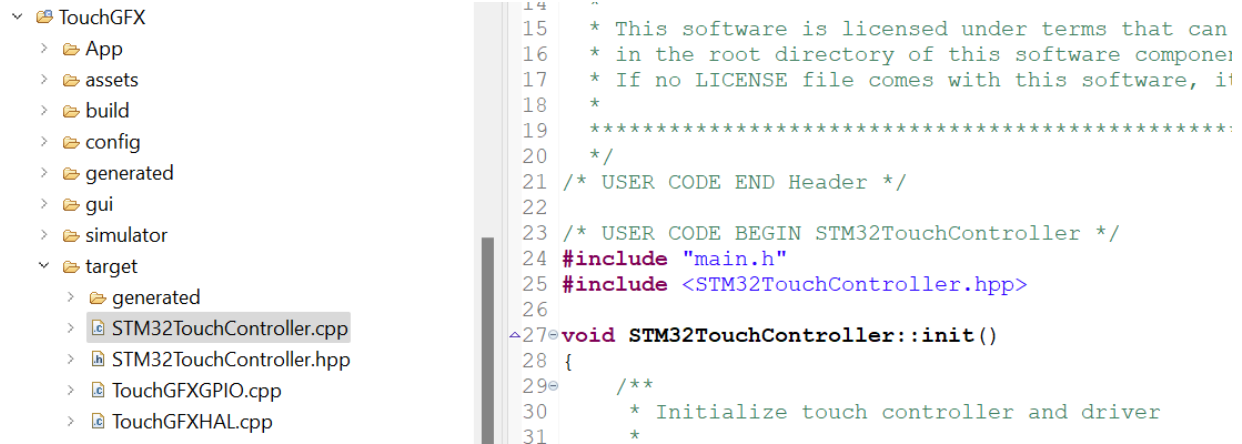 TouchGFX
App
assets
build
config
generated
gui
simulator
target
generated
STM32TouchController.cpp
STM32TouchController.hpp
TouchGFXGPIO.cpp
TouchGFXHAL.cpp
14 *
15 * This software is licensed under terms that can
16 * in the root directory of this software
17 * If no LICENSE file comes with this software,
18 *
19 *************************************************
20 */
21 /* USER CODE END Header */
22
23 /* USER CODE BEGIN STM32TouchController */
24 #include "main.h"
25 #include <STM32TouchController.hpp>
26
27 void STM32TouchController::init()
28 {
29 /**
30 * Initialize touch controller and driver
31 *